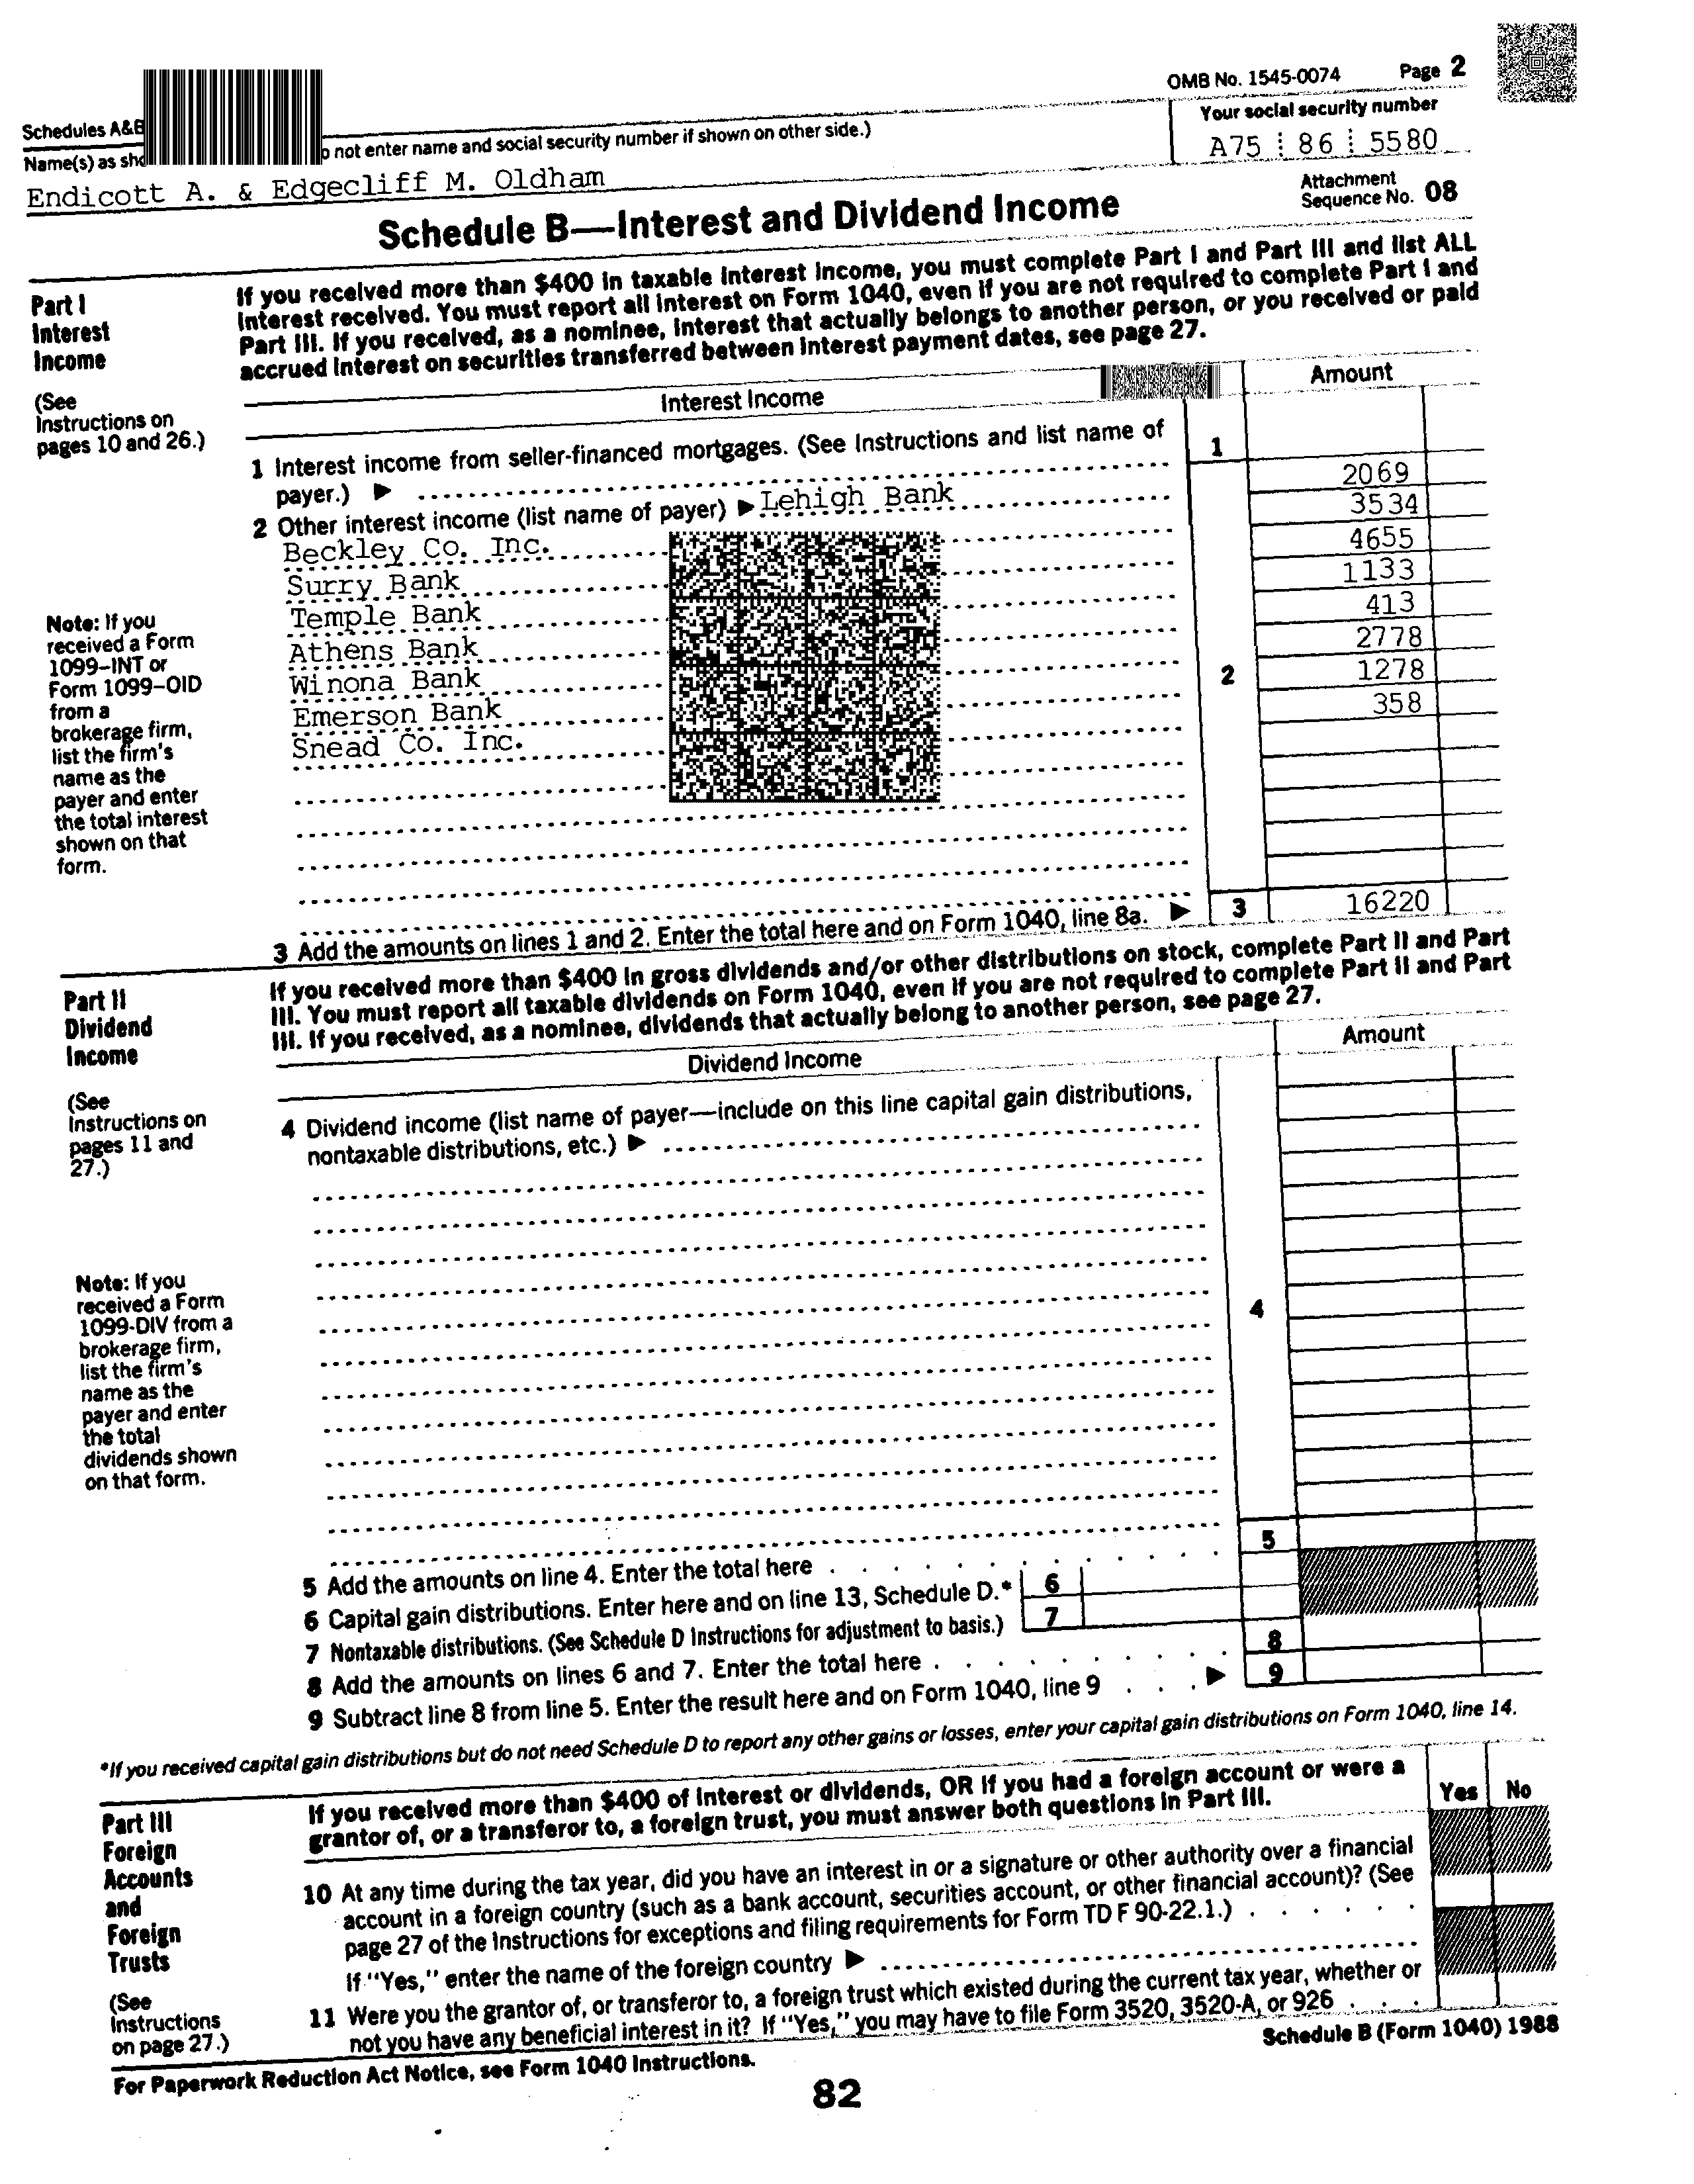 OMB No. 1545-0074 Page 2
Schedules A&B
Your social security number
Name(s) as sho o not enter name and social security number if shown on other side.)
A75 86 5580
Endicott A. & Edgecliff M. Oldham
Schedule B—Interest and Dividend Income
Attachment
Sequence No. 08
Part I
Interest
Income
(See
Instructions on
pages 10 and 26.)
If you received more than $400 in taxable interest income, you must complete Part I and Part III and list ALL
interest received. You must report all interest on Form 1040, even if you are not required to complete Part I and
Part III. If you received, as a nominee, interest that actually belongs to another person, or you received or paid
accrued interest on securities transferred between interest payment dates, see page 27.
Interest Income
Amount
1 Interest income from seller-financed mortgages. (See Instructions and list name of
payer.) ▶
1
2 Other interest income (list name of payer) ▶ Lehigh Bank 2069
Beckley Co. Inc. 3534
Surry Bank 4655
Temple Bank 1133
Athens Bank 413
Winona Bank 2778
Emerson Bank 1278
Snead Co. Inc. 358
2
Note: If you
received a Form
1099–INT or
Form 1099–OID
from a
brokerage firm,
list the firm's
name as the
payer and enter
the total interest
shown on that
form.
3 Add the amounts on lines 1 and 2. Enter the total here and on Form 1040, line 8a. ▶ 3 16220
Part II
Dividend
Income
(See
Instructions on
pages 11 and
27.)
If you received more than $400 in gross dividends and/or other distributions on stock, complete Part II and Part
III. You must report all taxable dividends on Form 1040, even if you are not required to complete Part II and Part
III. If you received, as a nominee, dividends that actually belong to another person, see page 27.
Dividend Income
Amount
4 Dividend income (list name of payer—include on this line capital gain distributions,
nontaxable distributions, etc.) ▶
4
Note: If you
received a Form
1099-DIV from a
brokerage firm,
list the firm's
name as the
payer and enter
the total
dividends shown
on that form.
5 Add the amounts on line 4. Enter the total here . . . . . . . . . . 5
6 Capital gain distributions. Enter here and on line 13, Schedule D.* 6
7 Nontaxable distributions. (See Schedule D Instructions for adjustment to basis.) 7
8 Add the amounts on lines 6 and 7. Enter the total here . . . . . . . . . . 8
9 Subtract line 8 from line 5. Enter the result here and on Form 1040, line 9 . . . ▶ 9
*If you received capital gain distributions but do not need Schedule D to report any other gains or losses, enter your capital gain distributions on Form 1040, line 14.
Part III
Foreign
Accounts
and
Foreign
Trusts
(See
Instructions
on page 27.)
If you received more than $400 of interest or dividends, OR if you had a foreign account or were a
grantor of, or a transferor to, a foreign trust, you must answer both questions in Part III.
Yes No
10 At any time during the tax year, did you have an interest in or a signature or other authority over a financial
account in a foreign country (such as a bank account, securities account, or other financial account)? (See
page 27 of the Instructions for exceptions and filing requirements for Form TD F 90-22.1.) . . . . . .
If "Yes," enter the name of the foreign country ▶
11 Were you the grantor of, or transferor to, a foreign trust which existed during the current tax year, whether or
not you have any beneficial interest in it? If "Yes," you may have to file Form 3520, 3520-A, or 926 . . .
For Paperwork Reduction Act Notice, see Form 1040 Instructions.
Schedule B (Form 1040) 1988
82